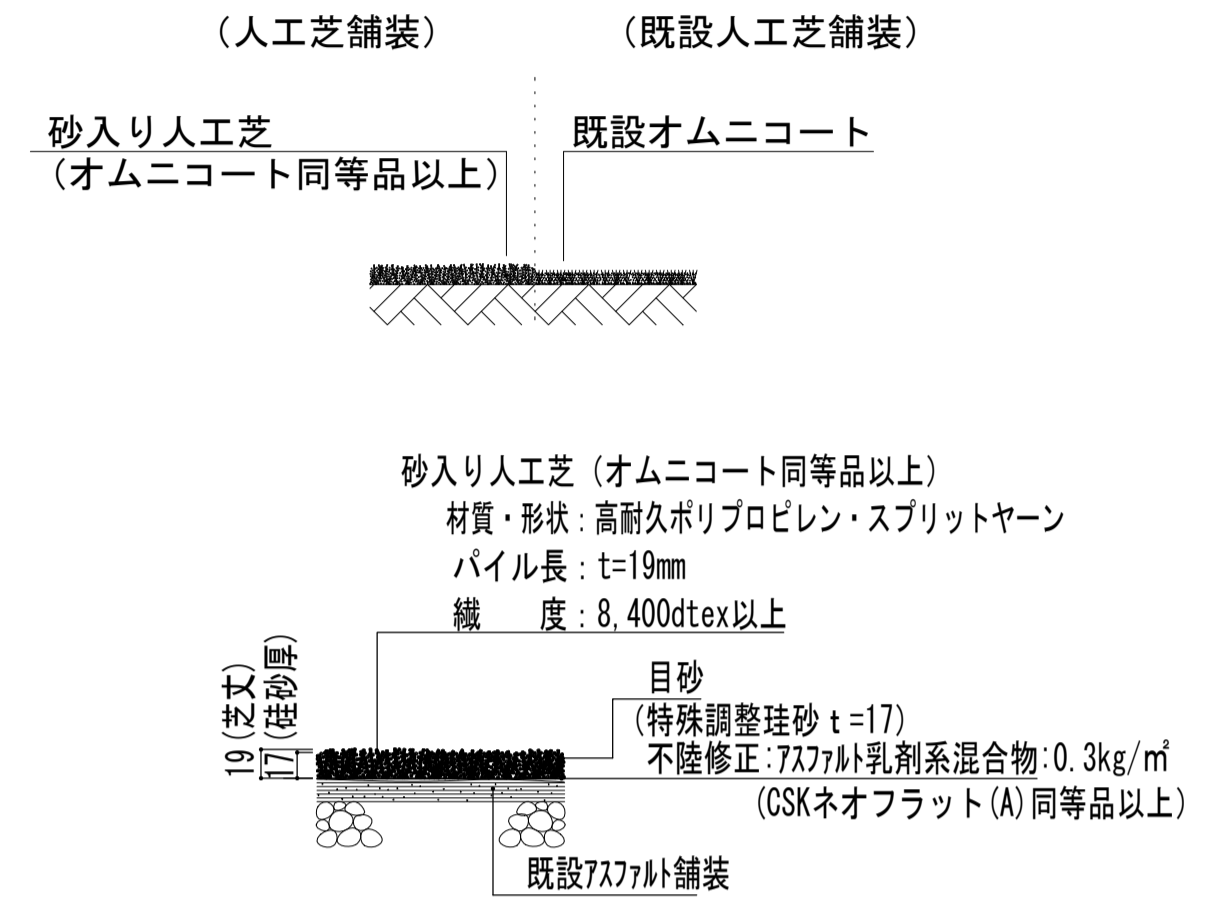 (人工芝舗装)
(既設人工芝舗装)
砂入り人工芝
(オムニコート同等品以上)
既設オムニコート
砂入り人工芝(オムニコート同等品以上)
材質・形状:高耐久ポリプロピレン・スプリットヤーン
パイル長:t=19mm
繊　度:8,400dtex以上
19(芝丈)
17(硅砂厚)
目砂
(特殊調整珪砂ｔ=17)
不陸修正:ｱｽﾌｧﾙﾄ乳剤系混合物:0.3kg/㎡
(CSKネオフラット(A)同等品以上)
既設ｱｽﾌｧﾙﾄ舗装